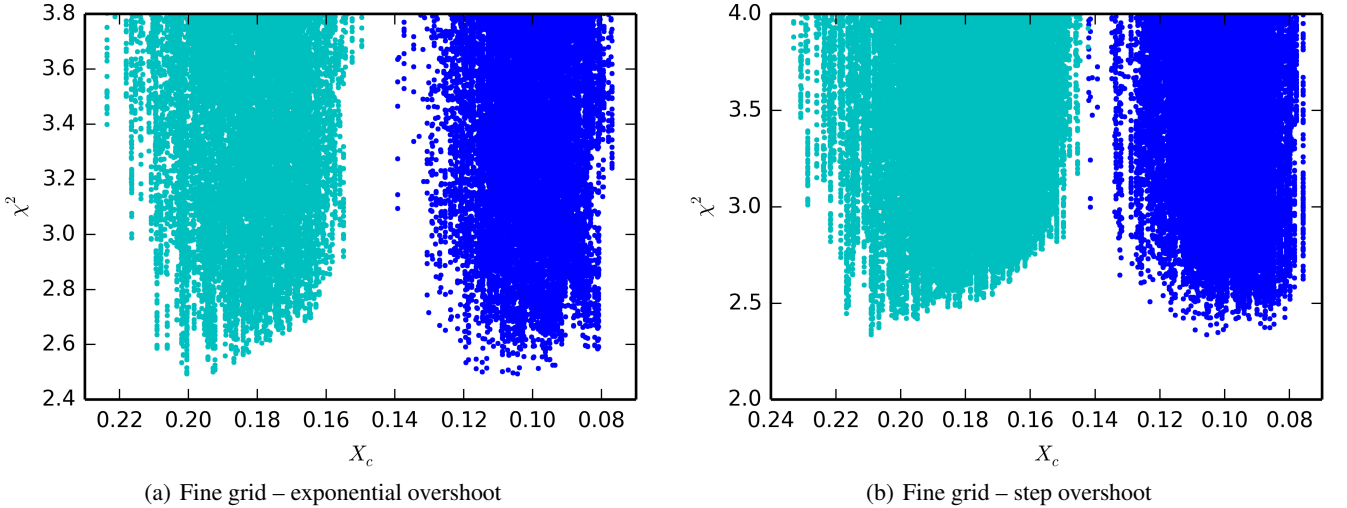 3.8
3.6
3.4
3.2
3.0
2.8
2.6
2.4
χ²
0.22 0.20 0.18 0.16 0.14 0.12 0.10 0.08
X_c
(a) Fine grid – exponential overshoot
4.0
3.5
3.0
2.5
2.0
χ²
0.24 0.22 0.20 0.18 0.16 0.14 0.12 0.10 0.08
X_c
(b) Fine grid – step overshoot